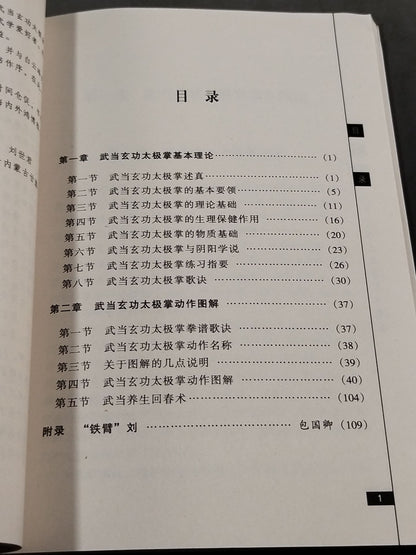 目录
第一章 武当玄功太极掌基本理论……………………(1)
第一节 武当玄功太极掌述真……………………(1)
第二节 武当玄功太极掌的基本要领……………………(5)
第三节 武当玄功太极掌的理论基础……………………(11)
第四节 武当玄功太极掌的生理保健作用……………………(16)
第五节 武当玄功太极掌的物质基础……………………(20)
第六节 武当玄功太极掌与阴阳学说……………………(23)
第七节 武当玄功太极掌练习指要……………………(26)
第八节 武当玄功太极掌歌诀……………………(30)
第二章 武当玄功太极掌动作图解……………………(37)
第一节 武当玄功太极掌拳谱歌诀……………………(37)
第二节 武当玄功太极掌动作名称……………………(38)
第三节 关于图解的几点说明……………………(39)
第四节 武当玄功太极掌动作图解……………………(40)
第五节 武当养生回春术……………………(104)
附录 “铁臂”刘……………………包国卿(109)
目
录
1
刘世君